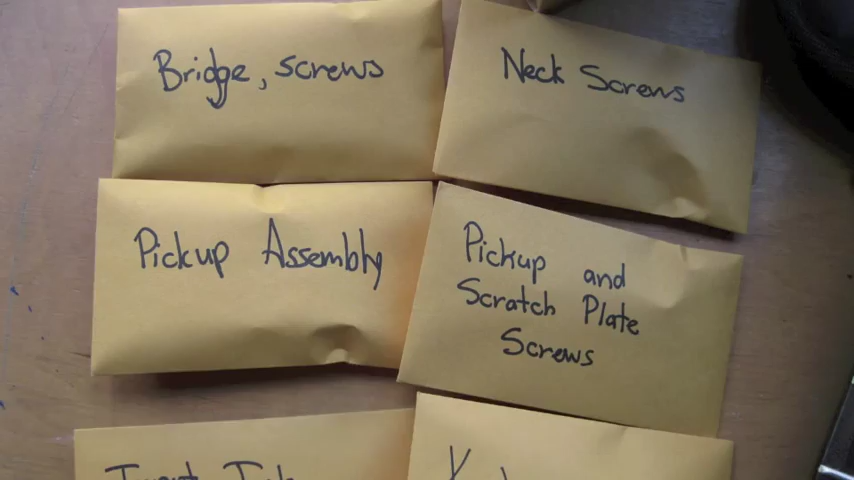 Bridge, screws
Neck Screws
Pickup Assembly
Pickup and
Scratch Plate
Screws